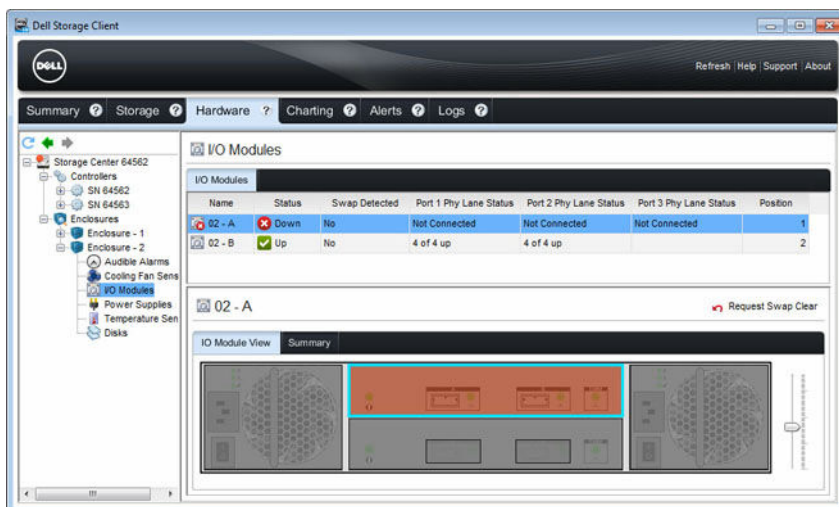 Dell Storage Client
DELL
Refresh Help Support About
Summary ? Storage ? Hardware ? Charting ? Alerts ? Logs ?
Storage Center 64562
Controllers
SN 64562
SN 64563
Enclosures
Enclosure - 1
Enclosure - 2
Audible Alarms
Cooling Fan Sens
I/O Modules
Power Supplies
Temperature Sen
Disks
I/O Modules
I/O Modules
Name Status Swap Detected Port 1 Phy Lane Status Port 2 Phy Lane Status Port 3 Phy Lane Status Position
02 - A Down No Not Connected Not Connected Not Connected 1
02 - B Up No 4 of 4 up 4 of 4 up 2
02 - A
Request Swap Clear
IO Module View Summary